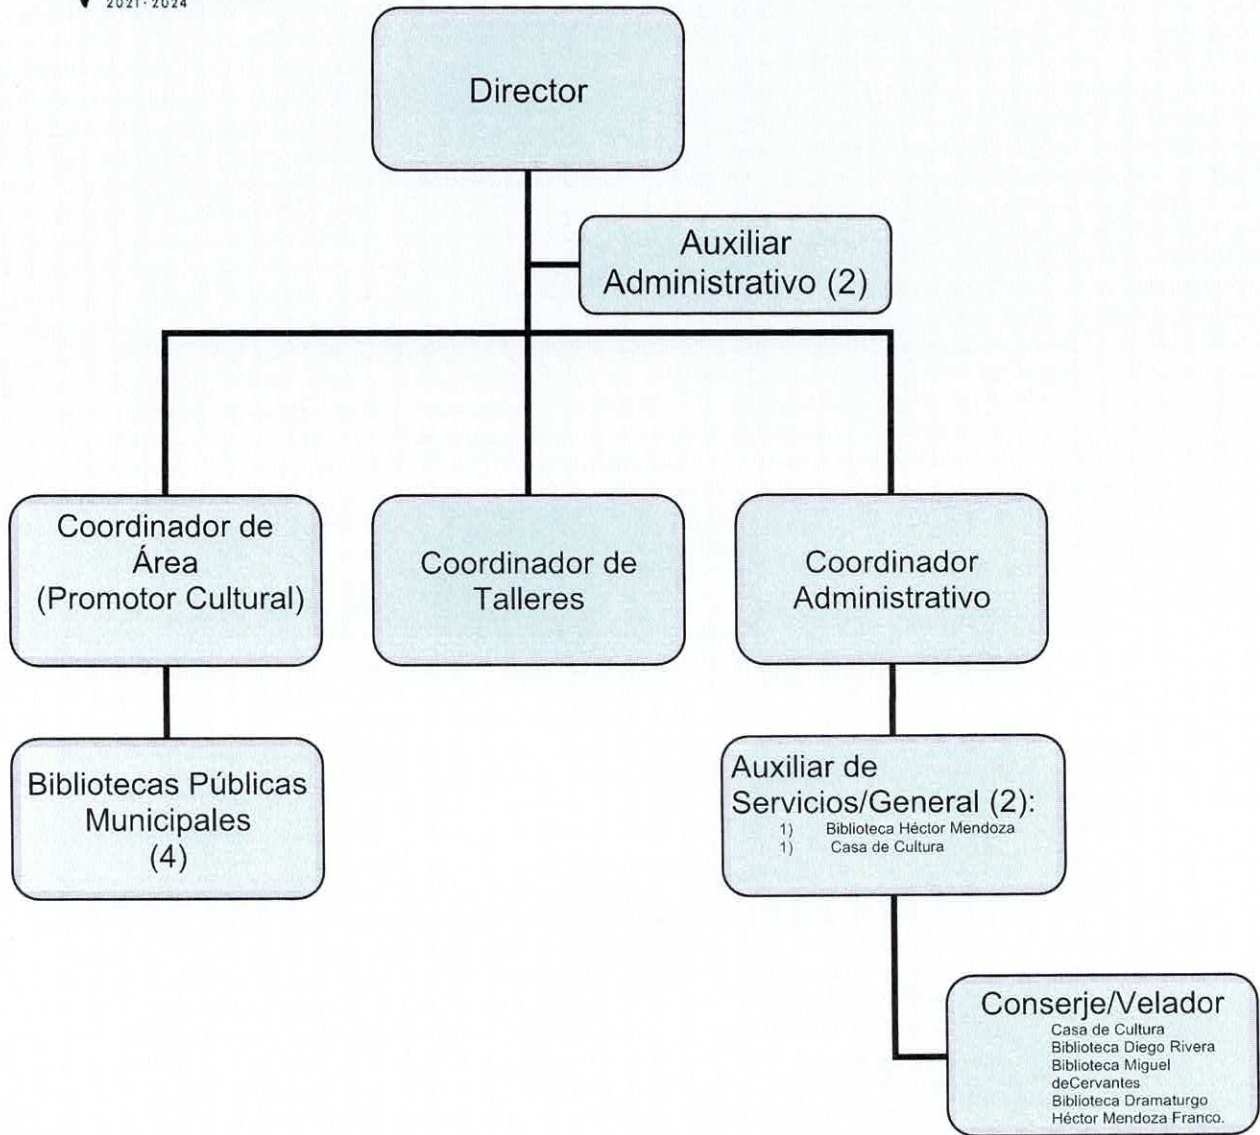 2021-2024
Director
Auxiliar
Administrativo (2)
Coordinador de
Área
(Promotor Cultural)
Coordinador de
Talleres
Coordinador
Administrativo
Bibliotecas Públicas
Municipales
(4)
Auxiliar de
Servicios/General (2):
1) Biblioteca Héctor Mendoza
1) Casa de Cultura
Conserje/Velador
Casa de Cultura
Biblioteca Diego Rivera
Biblioteca Miguel
deCervantes
Biblioteca Dramaturgo
Héctor Mendoza Franco.